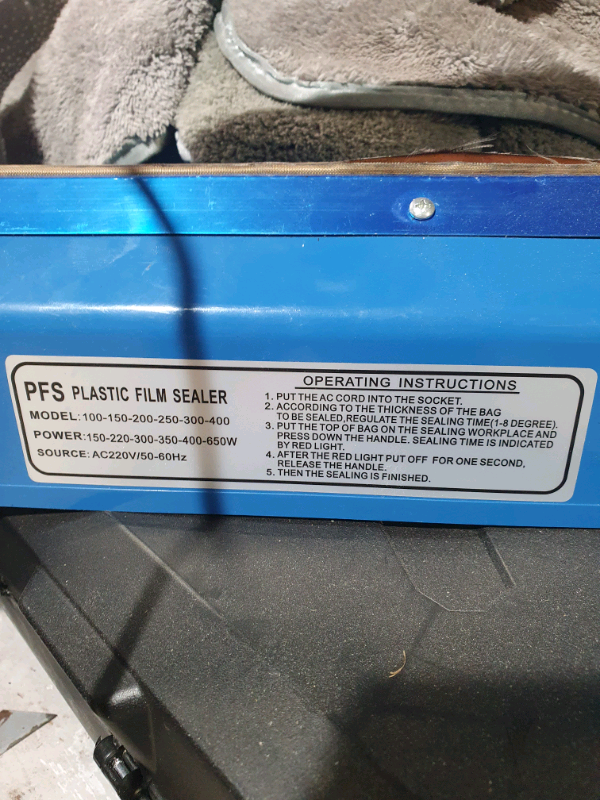 PFS PLASTIC FILM SEALER
MODEL:100-150-200-250-300-400
POWER:150-220-300-350-400-650W
SOURCE: AC220V/50-60Hz
OPERATING INSTRUCTIONS
1. PUT THE AC CORD INTO THE SOCKET.
2. ACCORDING TO THE THICKNESS OF THE BAG
TO BE SEALED,REGULATE THE SEALING TIME(1-8 DEGREE).
3. PUT THE TOP OF BAG ON THE SEALING WORKPLACE AND
PRESS DOWN THE HANDLE. SEALING TIME IS INDICATED
BY RED LIGHT.
4. AFTER THE RED LIGHT PUT OFF FOR ONE SECOND,
RELEASE THE HANDLE.
5. THEN THE SEALING IS FINISHED.